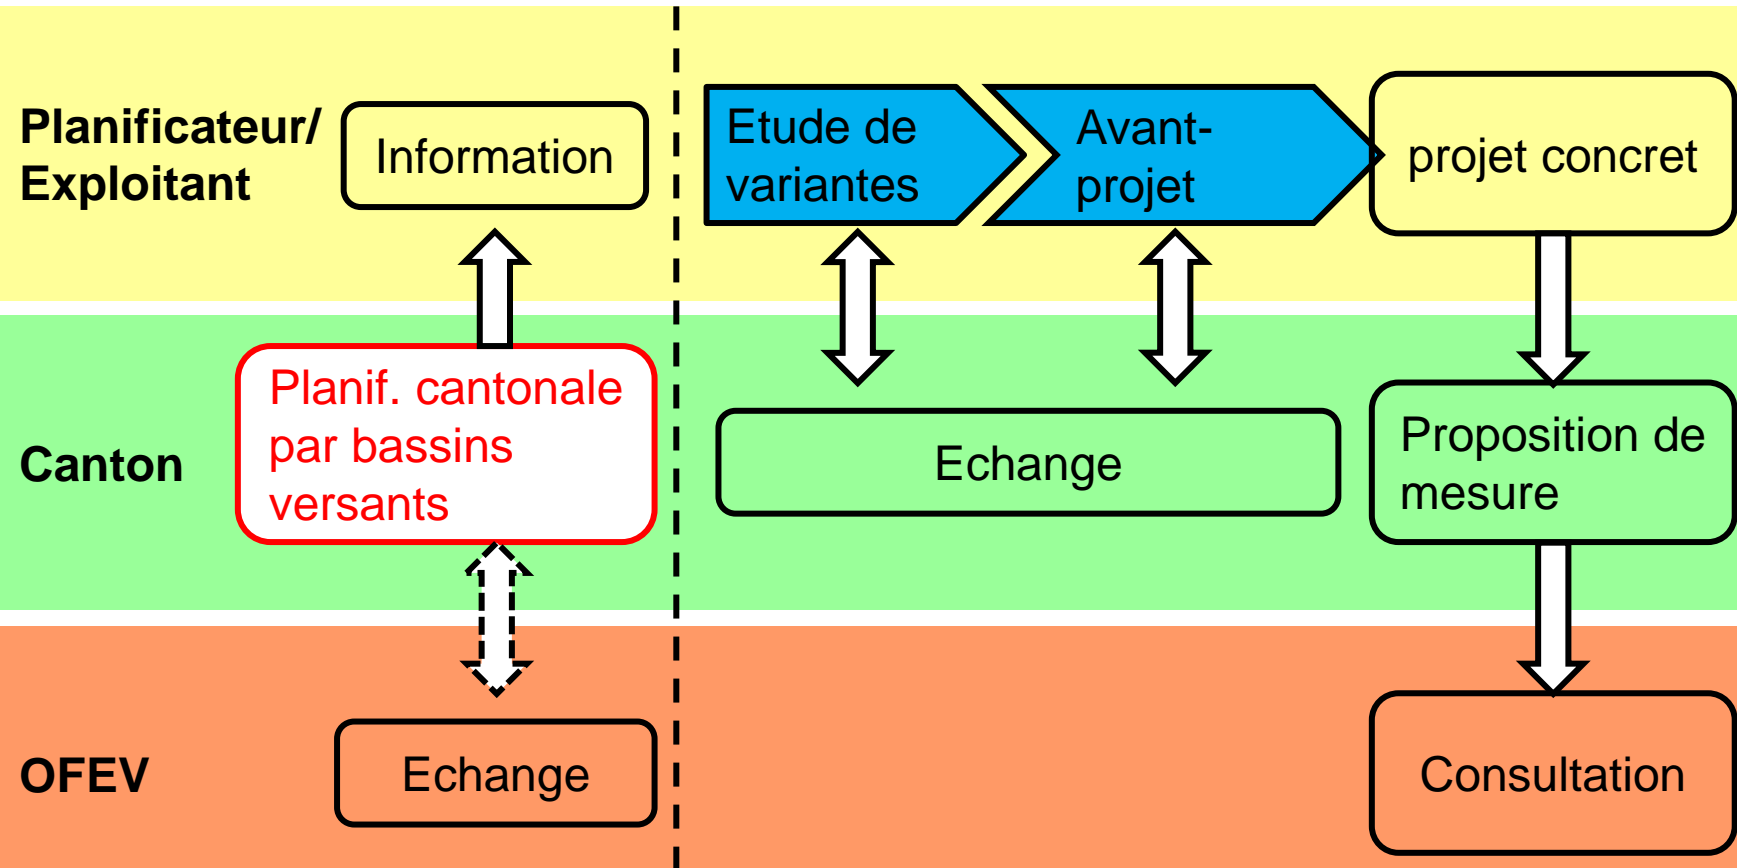 Planificateur/
Exploitant
Information
Etude de
variantes
Avant-
projet
projet concret
Canton
Planif. cantonale
par bassins
versants
Echange
Proposition de
mesure
OFEV
Echange
Consultation